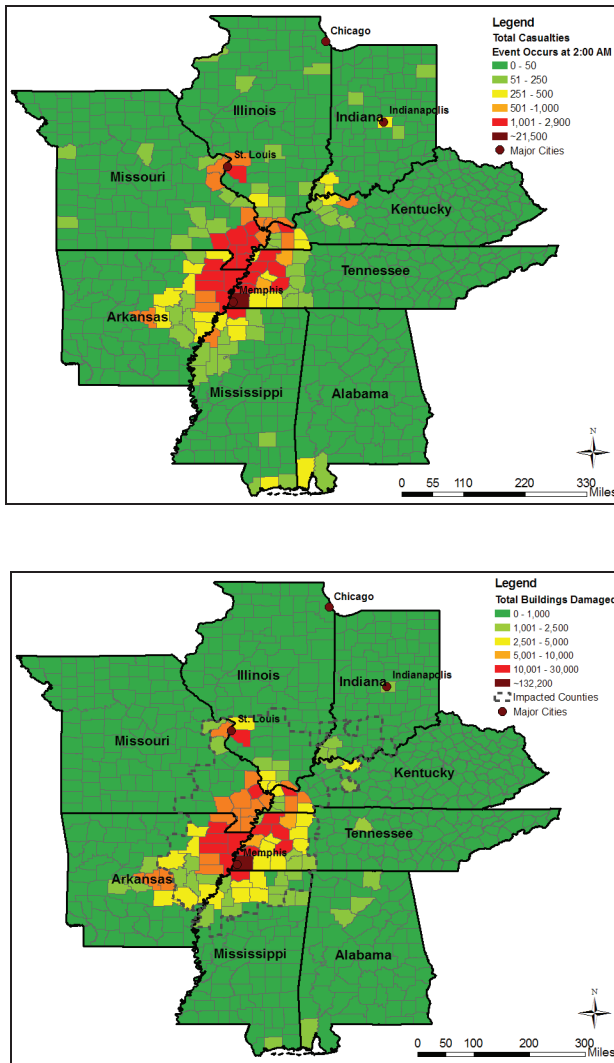 Chicago
Legend
Total Casualties
Event Occurs at 2:00 AM
0 - 50
51 - 250
251 - 500
501 -1,000
1,001 - 2,900
~21,500
Major Cities
Illinois
Indiana
Indianapolis
St. Louis
Missouri
Kentucky
Tennessee
Memphis
Arkansas
Mississippi
Alabama
N
0 55 110 220 330
Miles
Chicago
Legend
Total Buildings Damaged
0 - 1,000
1,001 - 2,500
2,501 - 5,000
5,001 - 10,000
10,001 - 30,000
~132,200
Impacted Counties
Major Cities
Illinois
Indiana
Indianapolis
St. Louis
Missouri
Kentucky
Tennessee
Memphis
Arkansas
Mississippi
Alabama
N
0 50 100 200 300
Miles